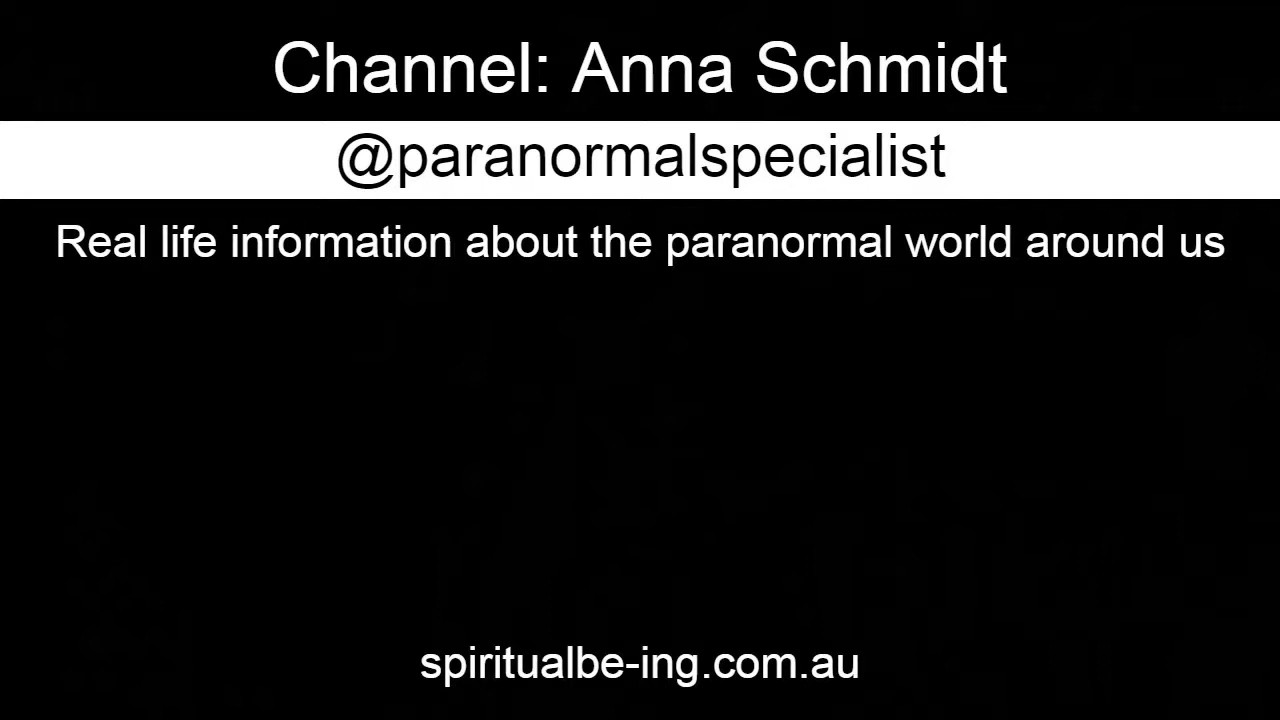 Channel: Anna Schmidt
@paranormalspecialist
Real life information about the paranormal world around us
spiritualbe-ing.com.au